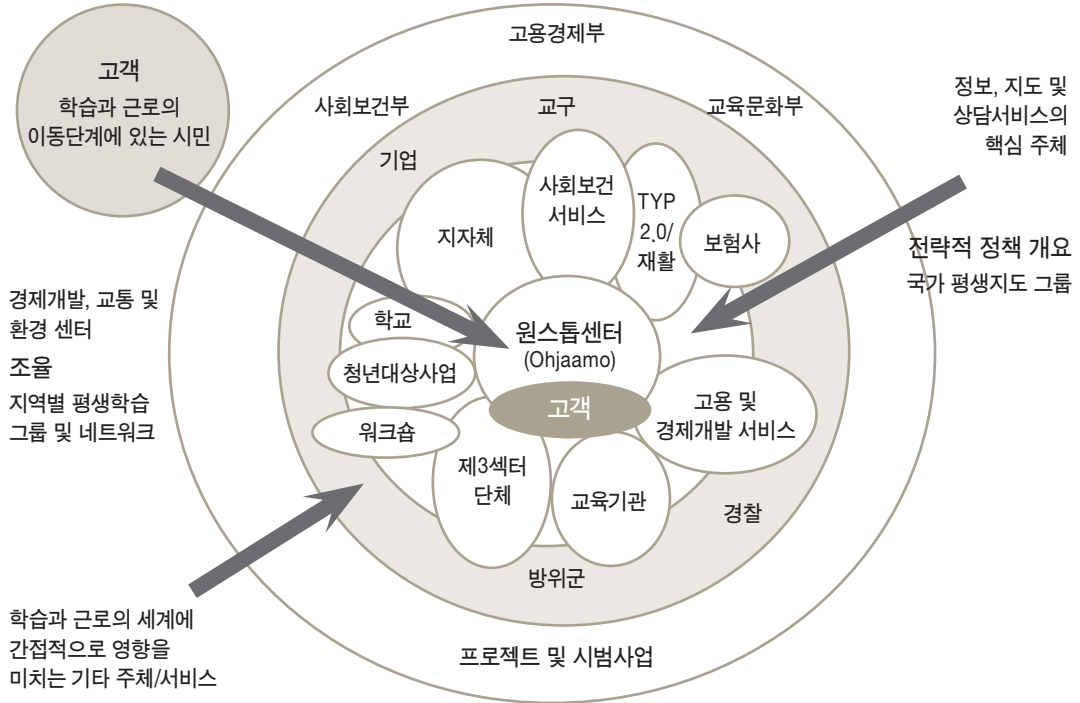 고용경제부
고객
학습과 근로의
이동단계에 있는 시민
사회보건부
교구
교육문화부
정보, 지도 및
상담서비스의
핵심 주체
기업
사회보건
서비스
TYP
2.0/
재활
지자체
보험사
전략적 정책 개요
국가 평생지도 그룹
경제개발, 교통 및
환경 센터
조율
지역별 평생학습
그룹 및 네트워크
학교
청년대상사업
워크숍
원스톱센터
(Ohjaamo)
고객
고용 및
경제개발 서비스
제3섹터
단체
교육기관
경찰
방위군
학습과 근로의 세계에
간접적으로 영향을
미치는 기타 주체/서비스
프로젝트 및 시범사업